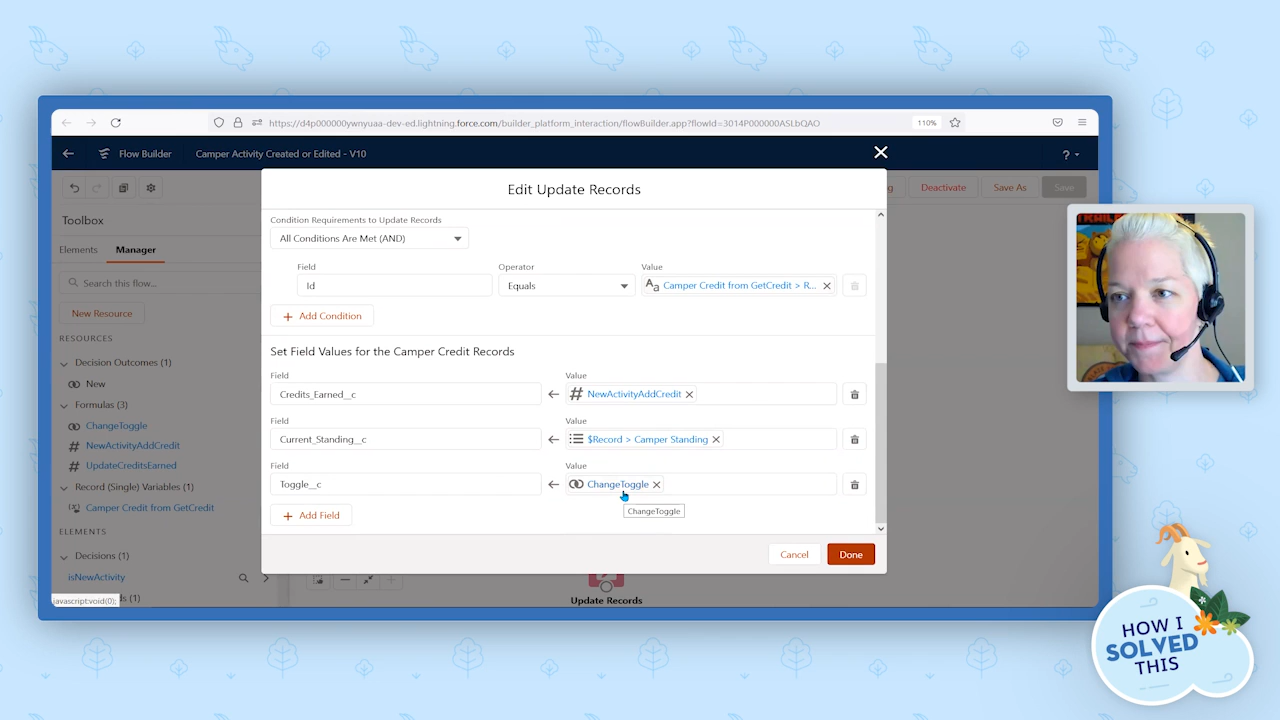 https://d4p000000ywnyuaa-dev-ed.lightning.force.com/builder_platform_interaction/flowBuilder.app?flowId=3014P000000ASLbQAO
110%
Flow Builder
Camper Activity Created or Edited - V10
?
Edit Update Records
Deactivate
Save As
Save
Toolbox
Elements
Manager
Search this flow...
New Resource
RESOURCES
Decision Outcomes (1)
New
Formulas (3)
ChangeToggle
NewActivityAddCredit
UpdateCreditsEarned
Record (Single) Variables (1)
Camper Credit from GetCredit
ELEMENTS
Decisions (1)
isNewActivity
javascript:void(0);
Condition Requirements to Update Records
All Conditions Are Met (AND)
Field
Operator
Value
Id
Equals
Aa Camper Credit from GetCredit > R...
+ Add Condition
Set Field Values for the Camper Credit Records
Field
Value
Credits_Earned__c
# NewActivityAddCredit
Field
Value
Current_Standing__c
$Record > Camper Standing
Field
Value
Toggle__c
ChangeToggle
ChangeToggle
+ Add Field
Cancel
Done
Update Records
HOW I
SOLVED
THIS